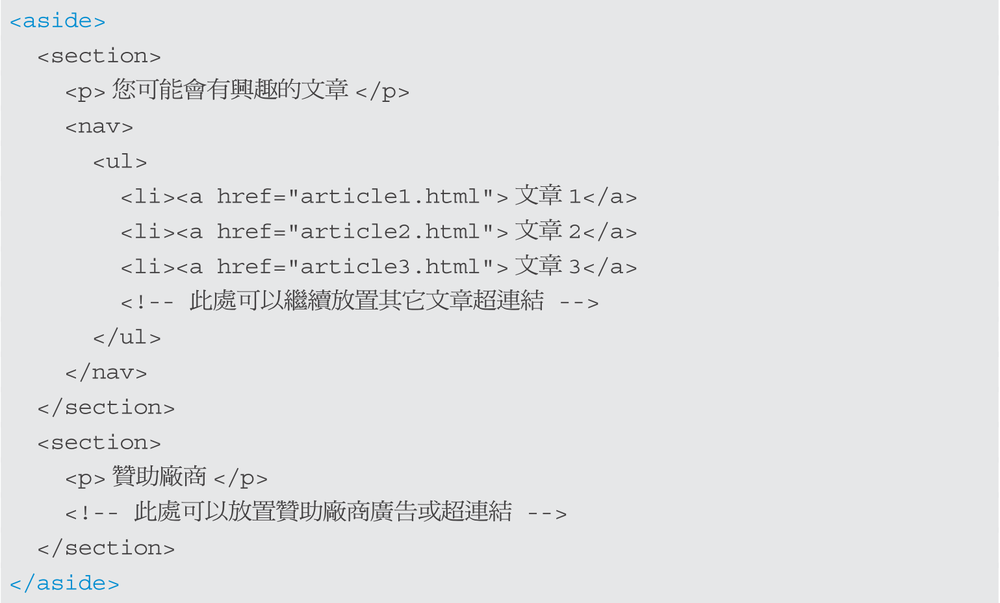 <aside>
<section>
<p>您可能會有興趣的文章</p>
<nav>
<ul>
<li><a href="article1.html">文章 1</a>
<li><a href="article2.html">文章 2</a>
<li><a href="article3.html">文章 3</a>
<!-- 此處可以繼續放置其它文章超連結 -->
</ul>
</nav>
</section>
<section>
<p>贊助廠商</p>
<!-- 此處可以放置贊助廠商廣告或超連結 -->
</section>
</aside>